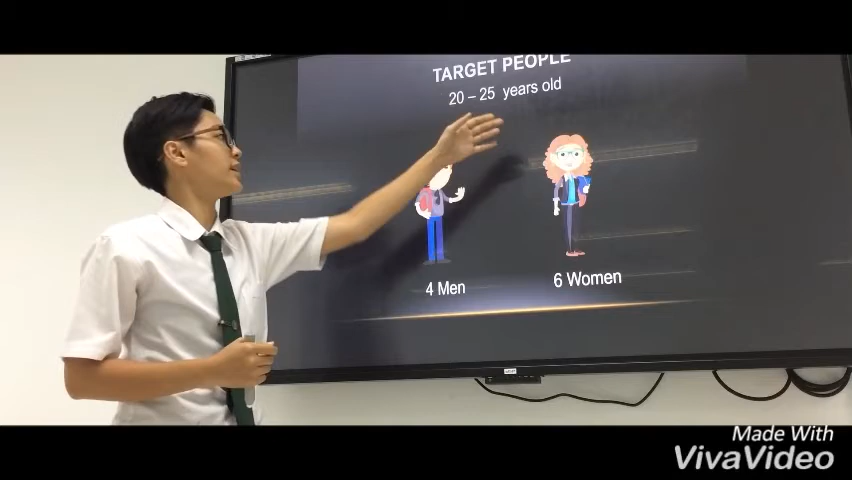 TARGET PEOPLE
20 – 25 years old
4 Men
6 Women
Made With
VivaVideo